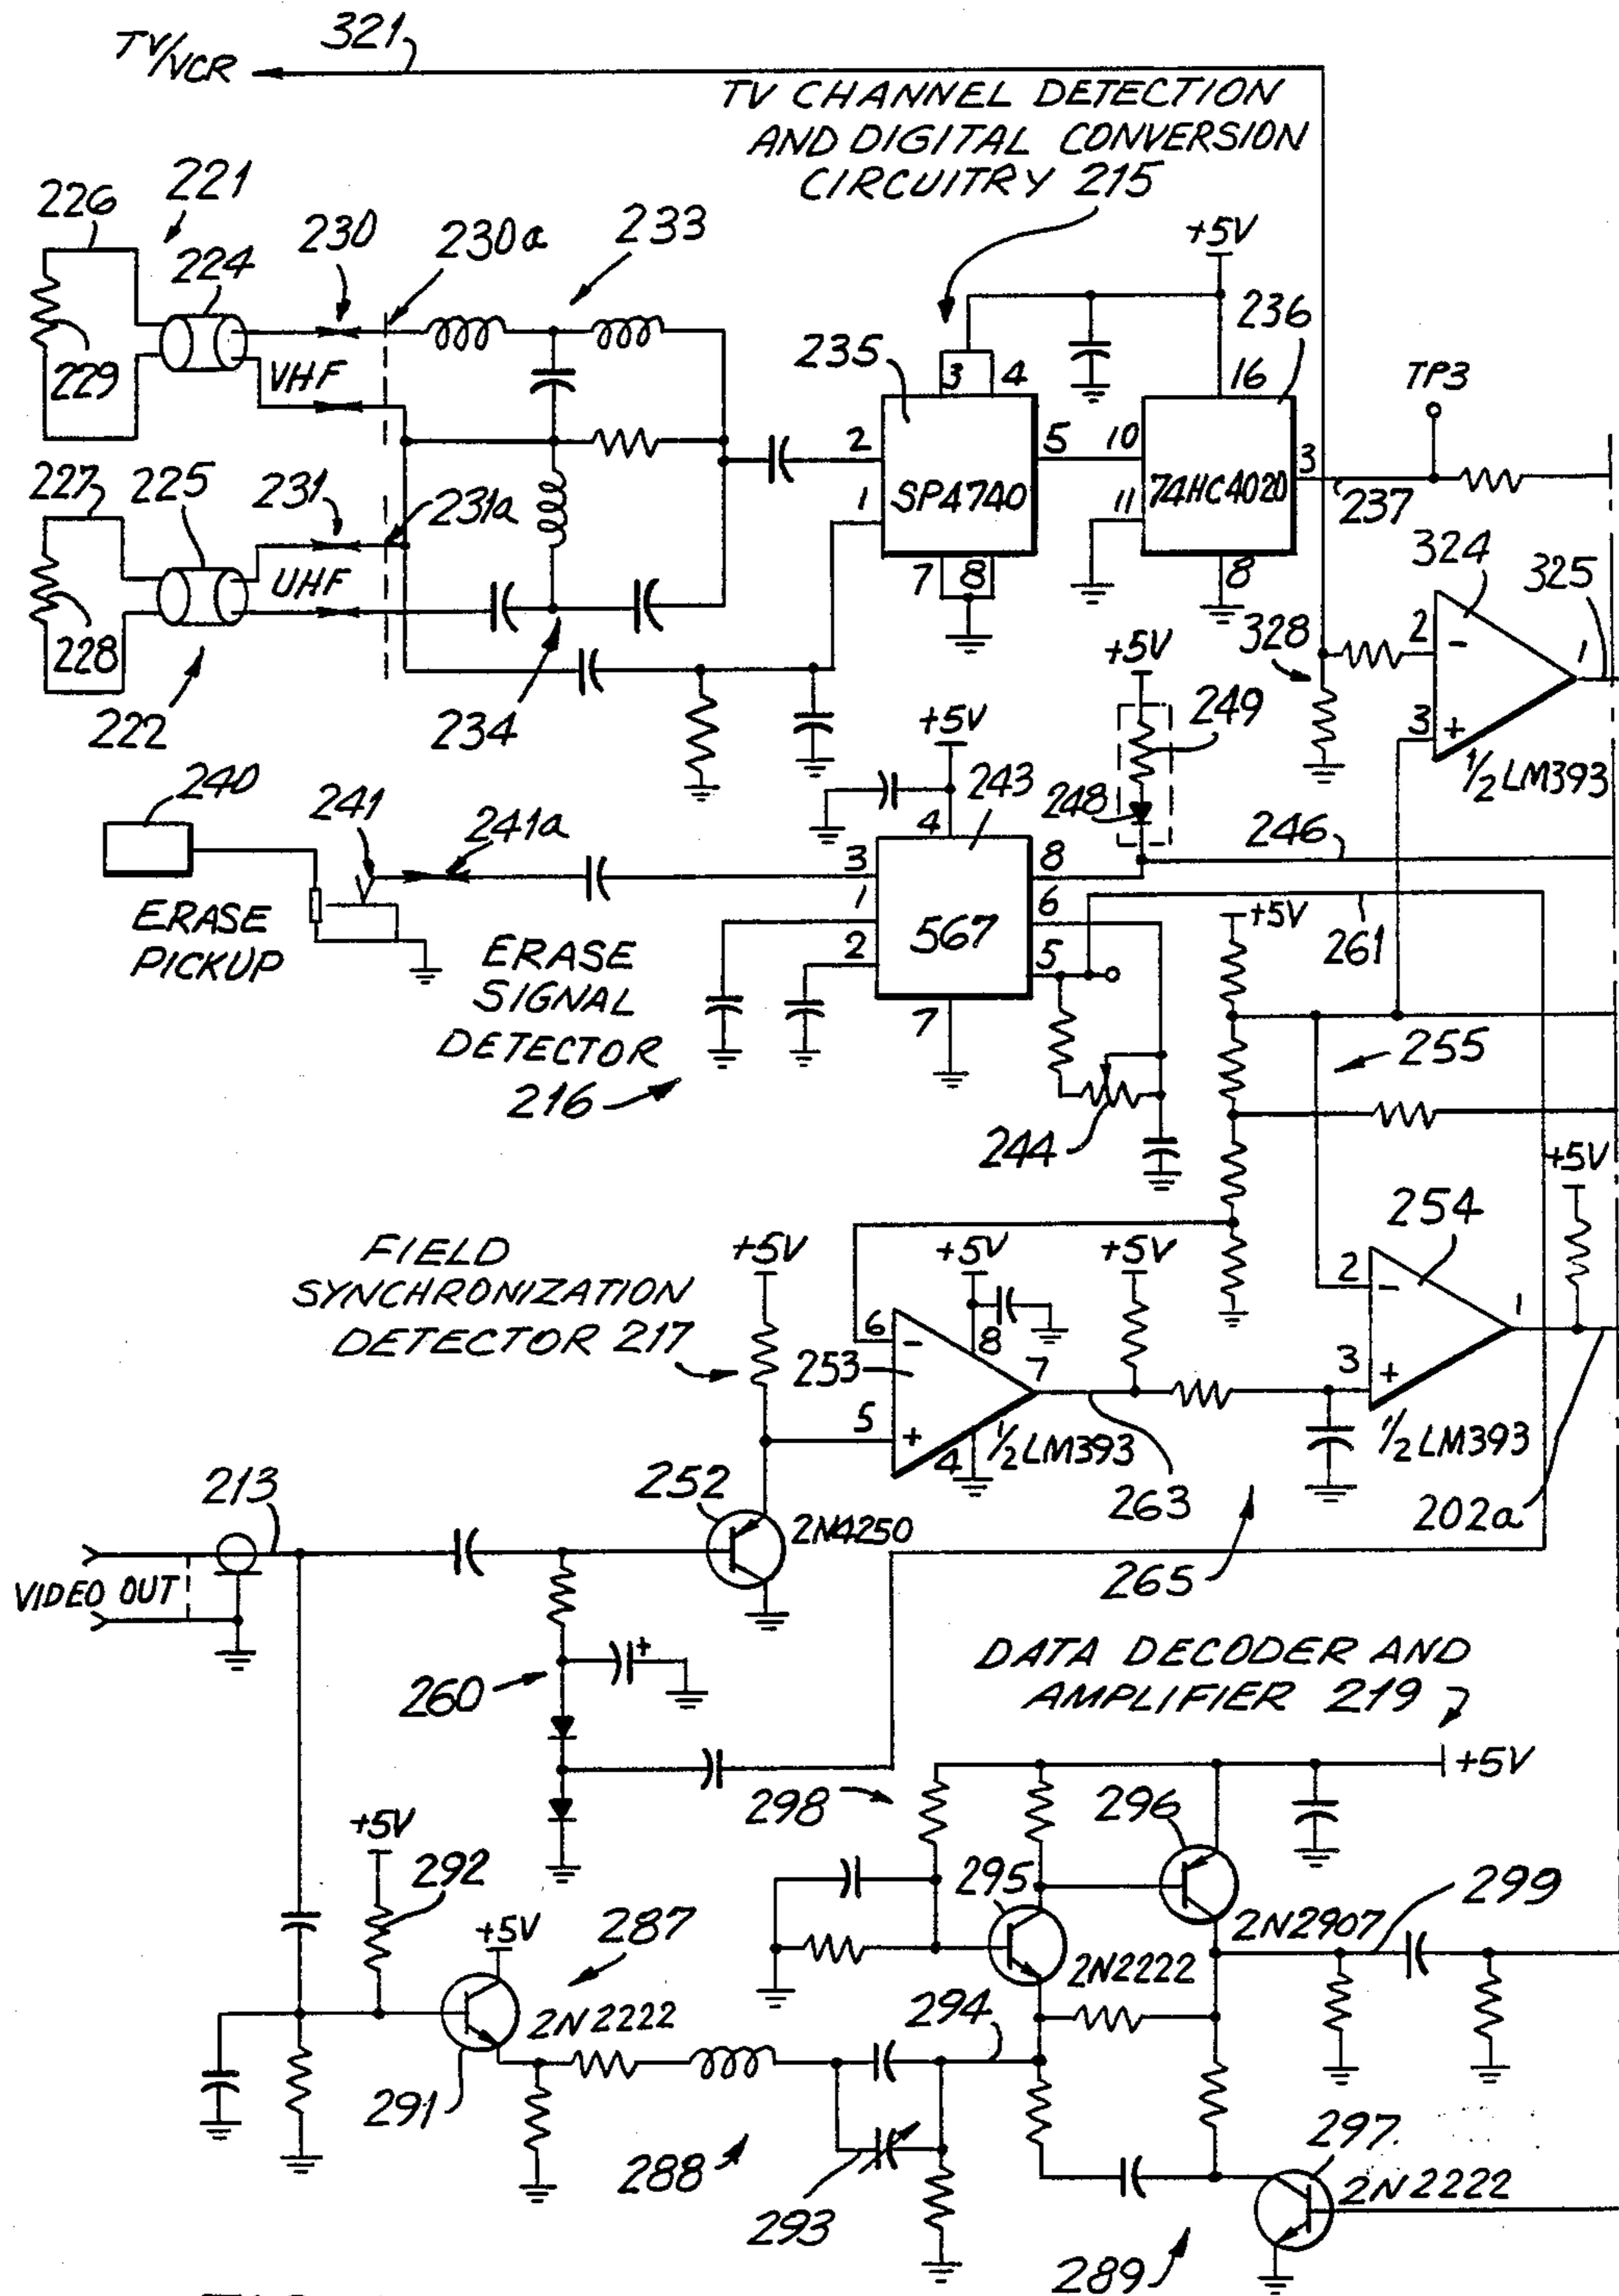 TV/VCR
321
TV CHANNEL DETECTION
AND DIGITAL CONVERSION
CIRCUITRY 215
226
221
224
230
230a
233
+5V
236
229
VHF
235
3
4
16
TP3
2
1
SP4740
5
10
11
74HC4020
3
237
227
225
231
231a
228
UHF
7
8
8
324
325
222
234
328
2
-
1
3
+
1/2 LM393
+5V
249
248
246
240
241
241a
+5V
243
4
3
1
2
567
8
6
5
7
ERASE
PICKUP
ERASE
SIGNAL
DETECTOR
216
261
+5V
255
244
+5V
254
FIELD
SYNCHRONIZATION
DETECTOR 217
+5V
+5V
+5V
6
-
8
253
7
5
+
4
1/2 LM393
2
-
1
3
+
1/2 LM393
263
202a
265
213
252
2N4250
VIDEO OUT
260
+
DATA DECODER AND
AMPLIFIER 219
+5V
298
296
295
299
2N2907
2N2222
+5V
292
+5V
287
2N2222
294
291
288
293
297
2N2222
289